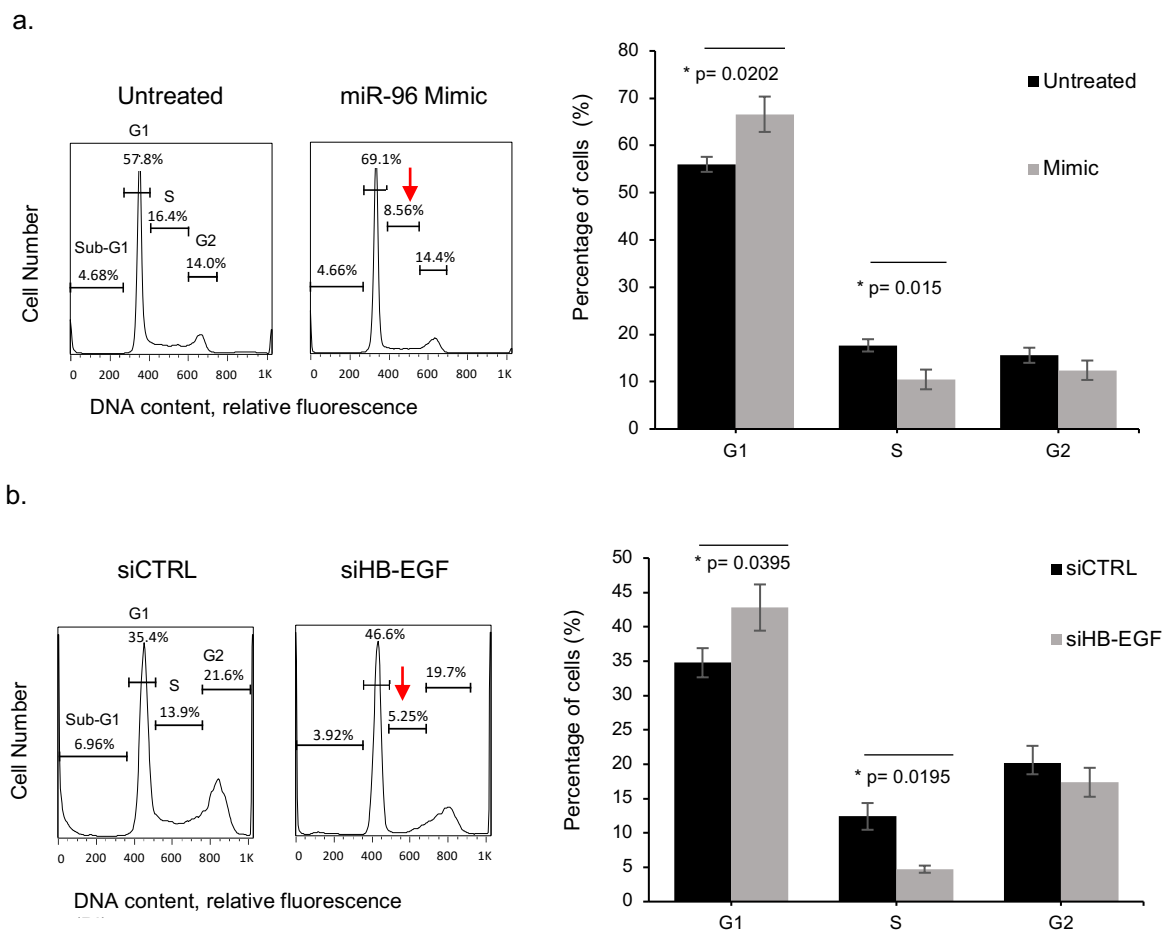 a.
Untreated
miR-96 Mimic
G1
57.8%
S
16.4%
G2
14.0%
Sub-G1
4.68%
69.1%
8.56%
14.4%
4.66%
Cell Number
0 200 400 600 800 1K
0 200 400 600 800 1K
DNA content, relative fluorescence
Percentage of cells (%)
80
70
60
50
40
30
20
10
0
* p= 0.0202
* p= 0.015
Untreated
Mimic
G1 S G2
b.
siCTRL
siHB-EGF
G1
35.4%
G2
S
21.6%
Sub-G1
13.9%
6.96%
46.6%
19.7%
5.25%
3.92%
Cell Number
0 200 400 600 800 1K
0 200 400 600 800 1K
DNA content, relative fluorescence
Percentage of cells (%)
50
45
40
35
30
25
20
15
10
5
0
* p= 0.0395
* p= 0.0195
siCTRL
siHB-EGF
G1 S G2